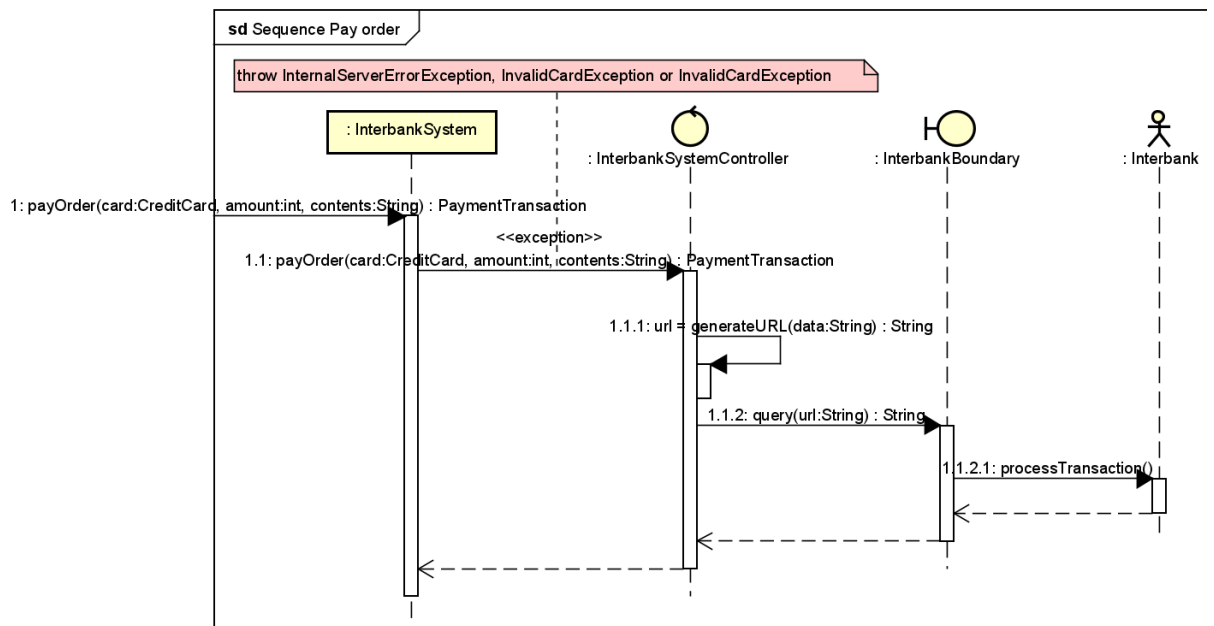 sd Sequence Pay order
throw InternalServerErrorException, InvalidCardException or InvalidCardException
: InterbankSystem
: InterbankSystemController
: InterbankBoundary
: Interbank
1: payOrder(card:CreditCard, amount:int, contents:String) : PaymentTransaction
<<exception>>
1.1: payOrder(card:CreditCard, amount:int, contents:String) : PaymentTransaction
1.1.1: url = generateURL(data:String) : String
1.1.2: query(url:String) : String
1.1.2.1: processTransaction()